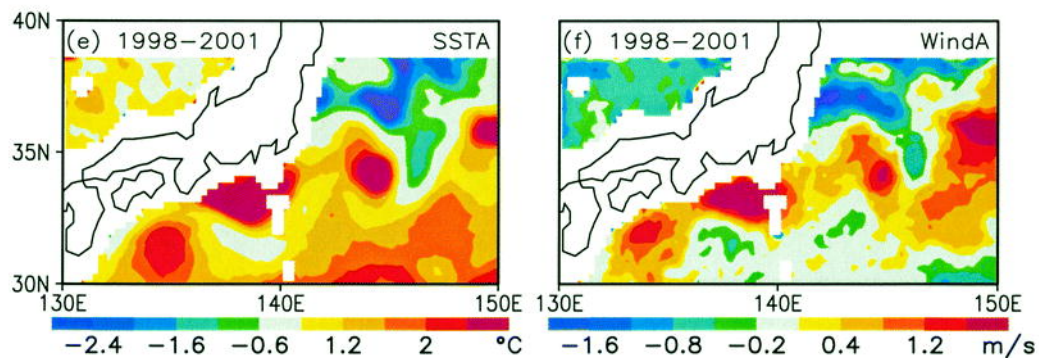 40N
(e) 1998-2001 SSTA
(f) 1998-2001 WindA
35N
30N
130E 140E 150E
130E 140E 150E
-2.4 -1.6 -0.6 1.2 2 °C
-1.6 -0.8 -0.2 0.4 1.2 m/s